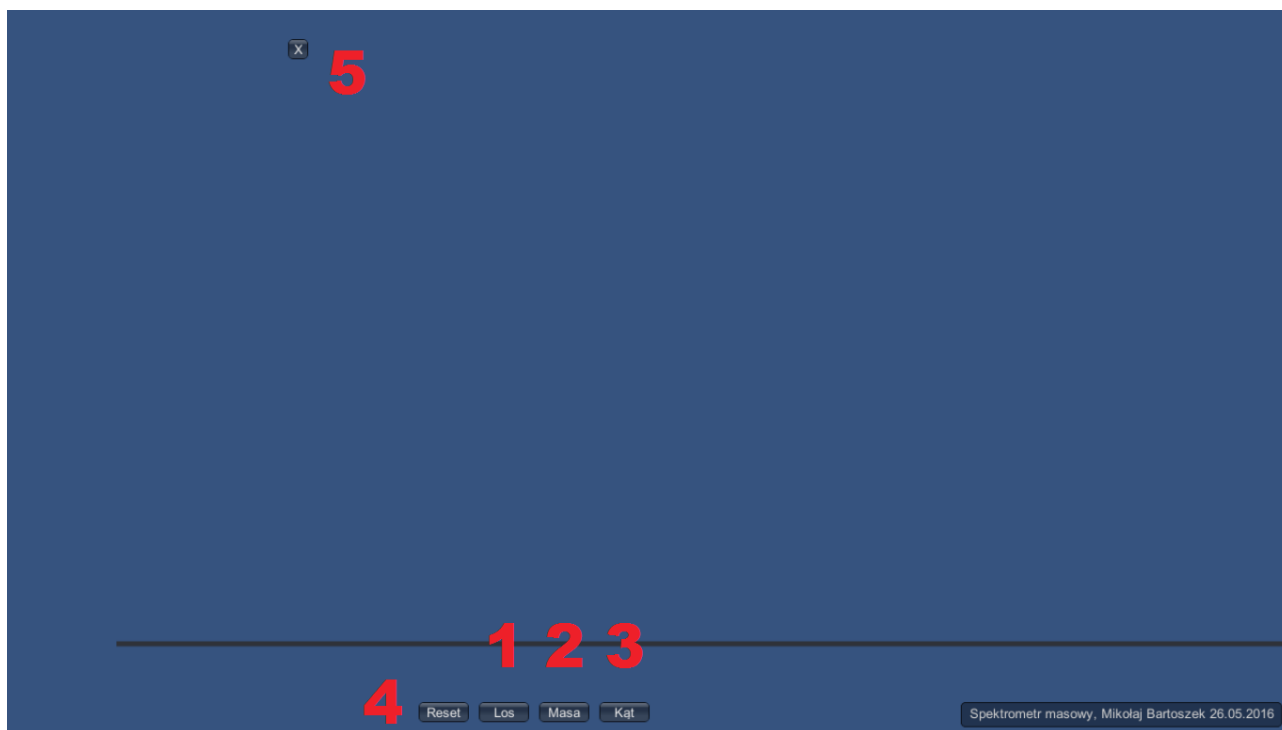 X
5
1 2 3
4
Reset Los Masa Kąt
Spektrometr masowy, Mikołaj Bartoszek 26.05.2016